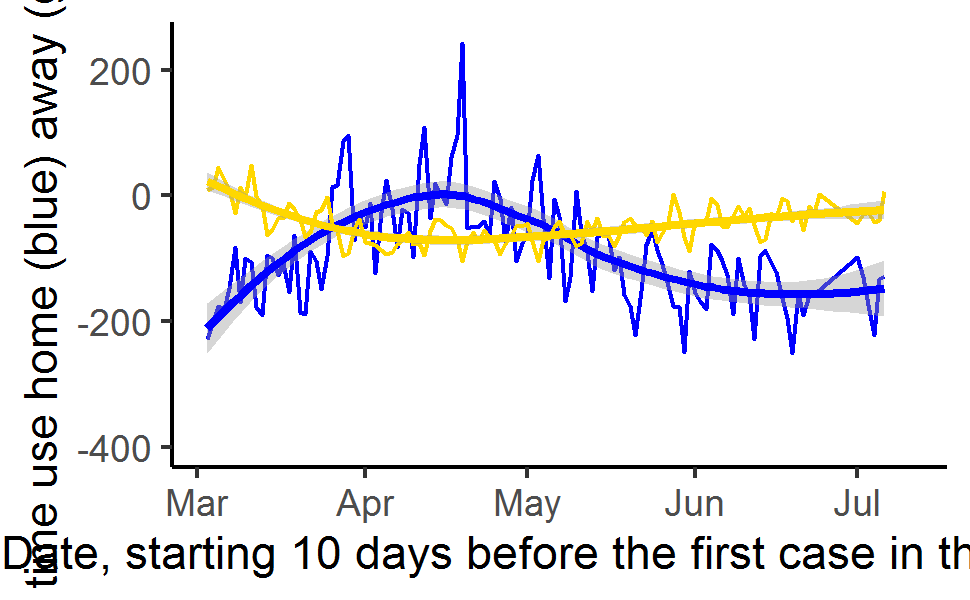 time use home (blue) away (
200
0
-200
-400
Mar Apr May Jun Jul
Date, starting 10 days before the first case in th